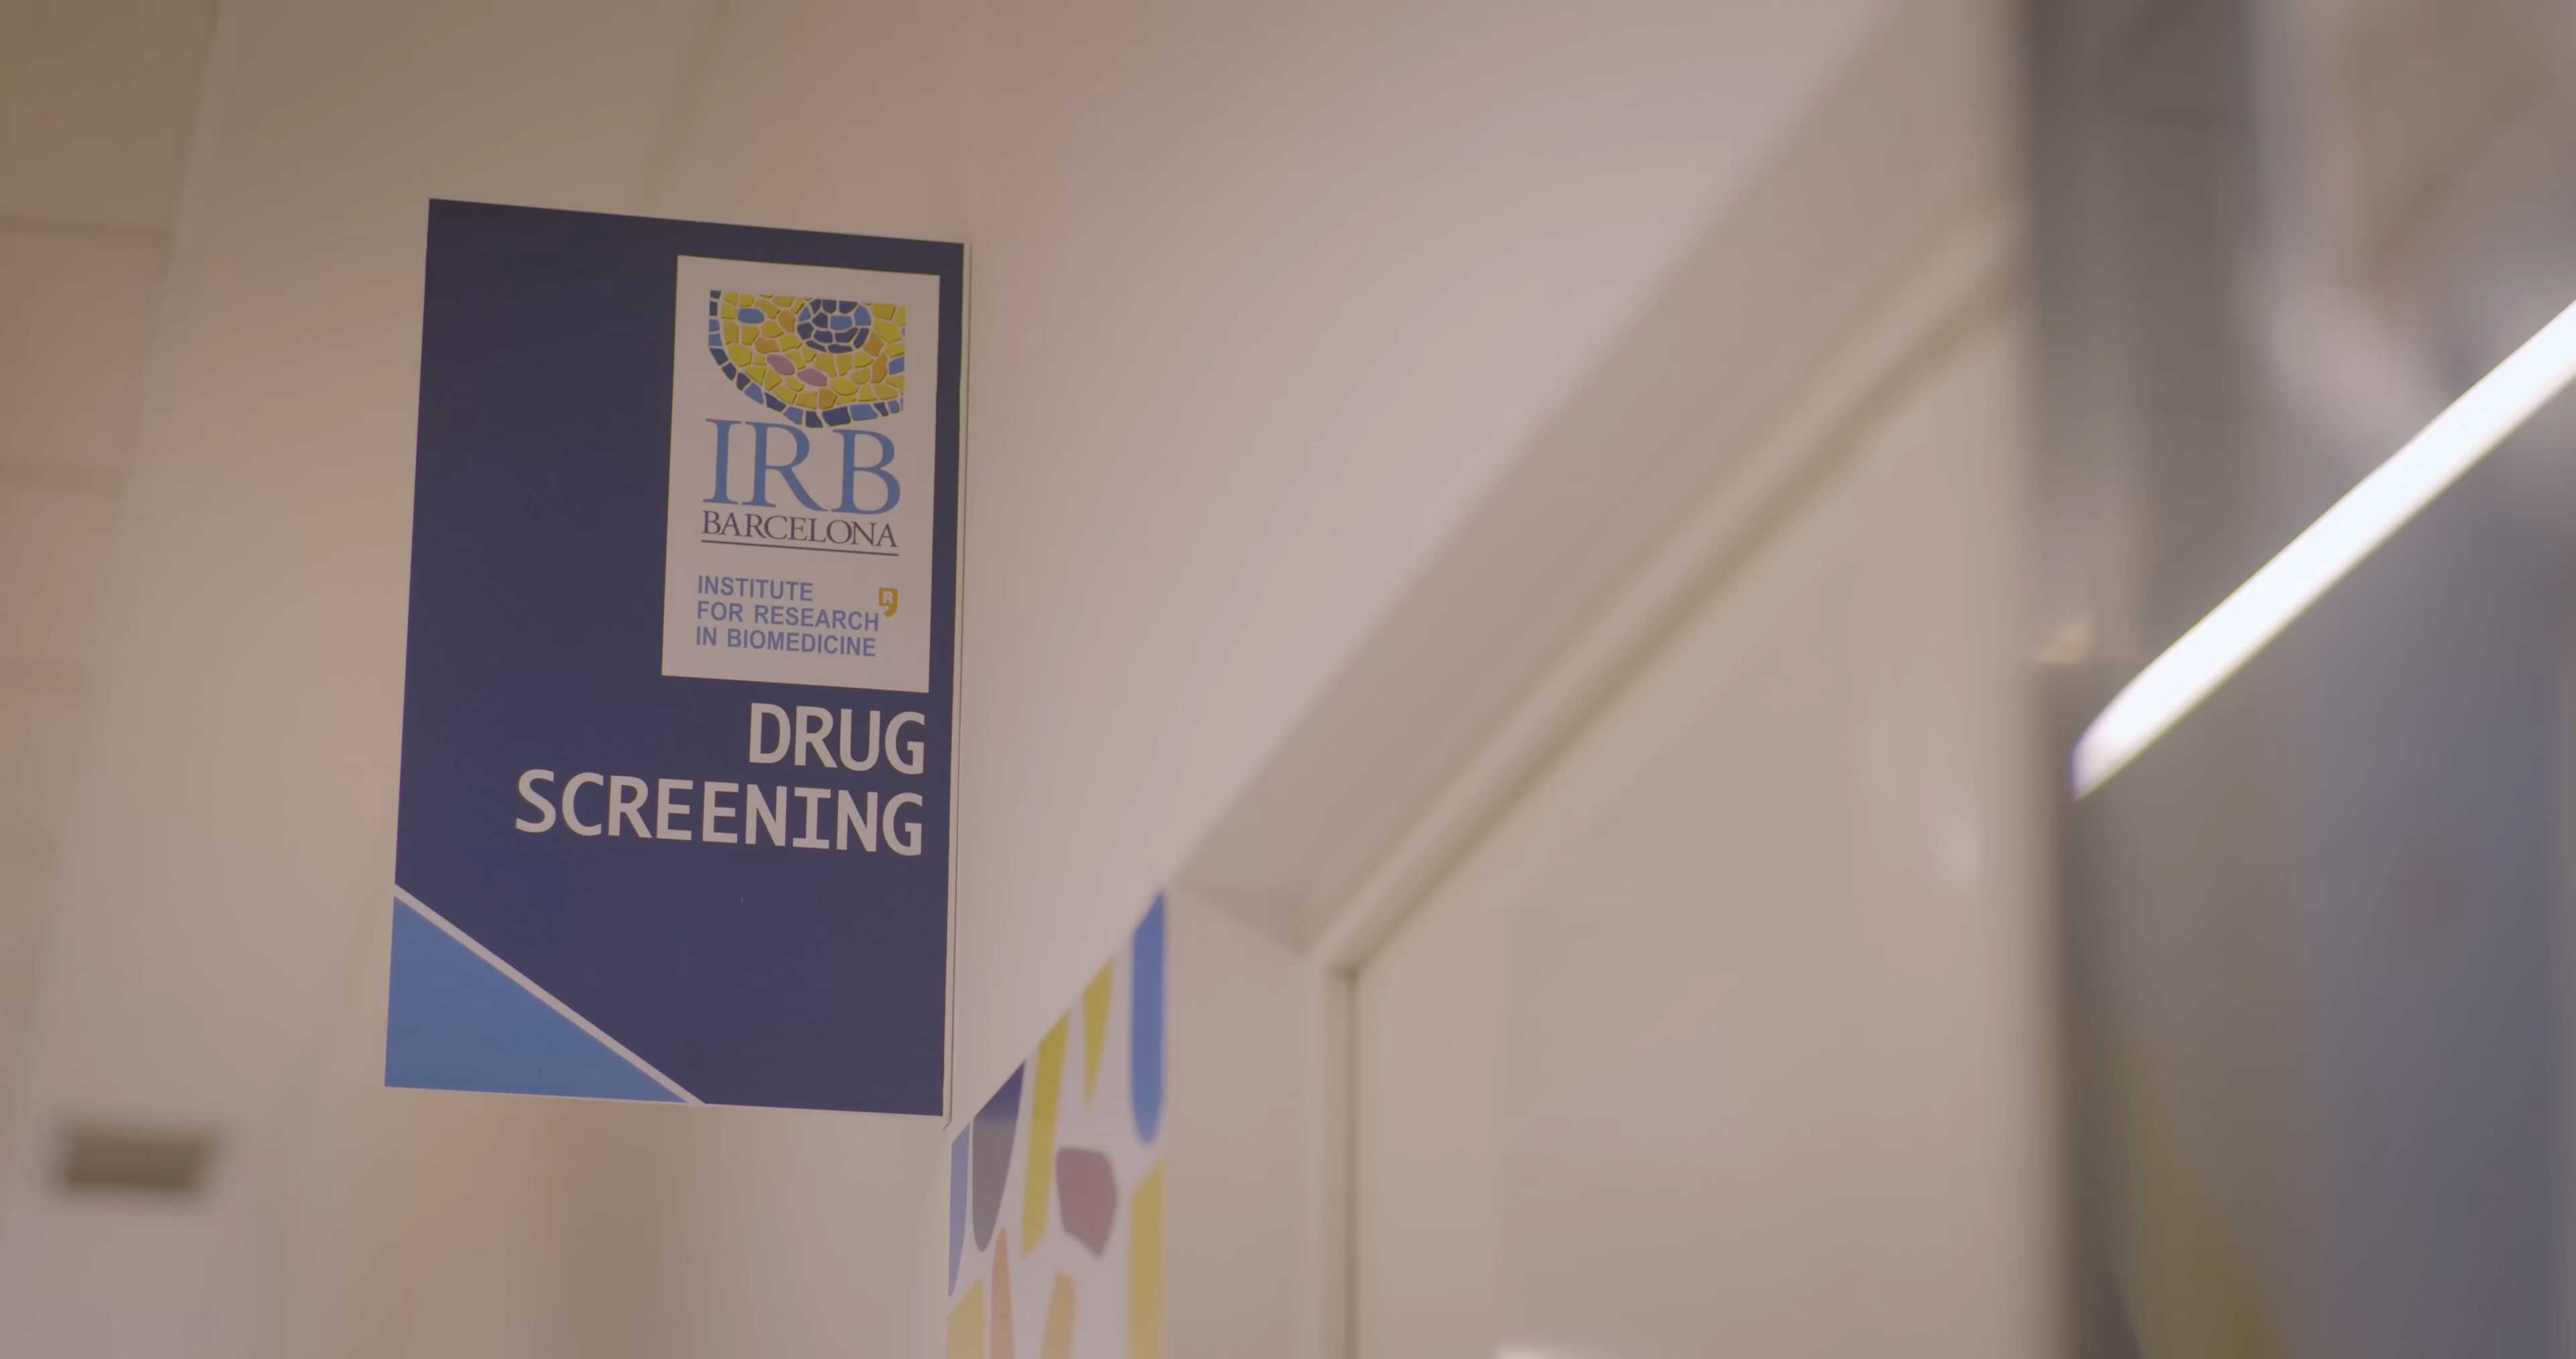 IRB
BARCELONA
INSTITUTE
FOR RESEARCH
IN BIOMEDICINE
R
DRUG
SCREENING